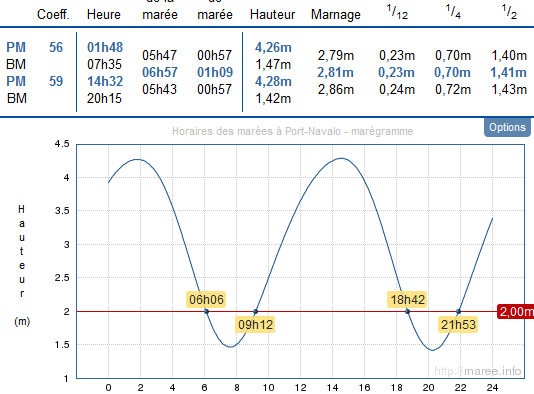 de la de
Coeff. Heure marée marée Hauteur Marnage 1/12 1/4 1/2
PM 56 01h48 4,26m
05h47 00h57 2,79m 0,23m 0,70m 1,40m
BM 07h35 1,47m
06h57 01h09 2,81m 0,23m 0,70m 1,41m
PM 59 14h32 4,28m
05h43 00h57 2,86m 0,24m 0,72m 1,43m
BM 20h15 1,42m
Options
Horaires des marées à Port-Navalo - marégramme
4.5
4
3.5
3
2.5
2
1.5
1
Hauteur
(m)
06h06
09h12
18h42
21h53
2,00m
http://maree.info
0 2 4 6 8 10 12 14 16 18 20 22 24